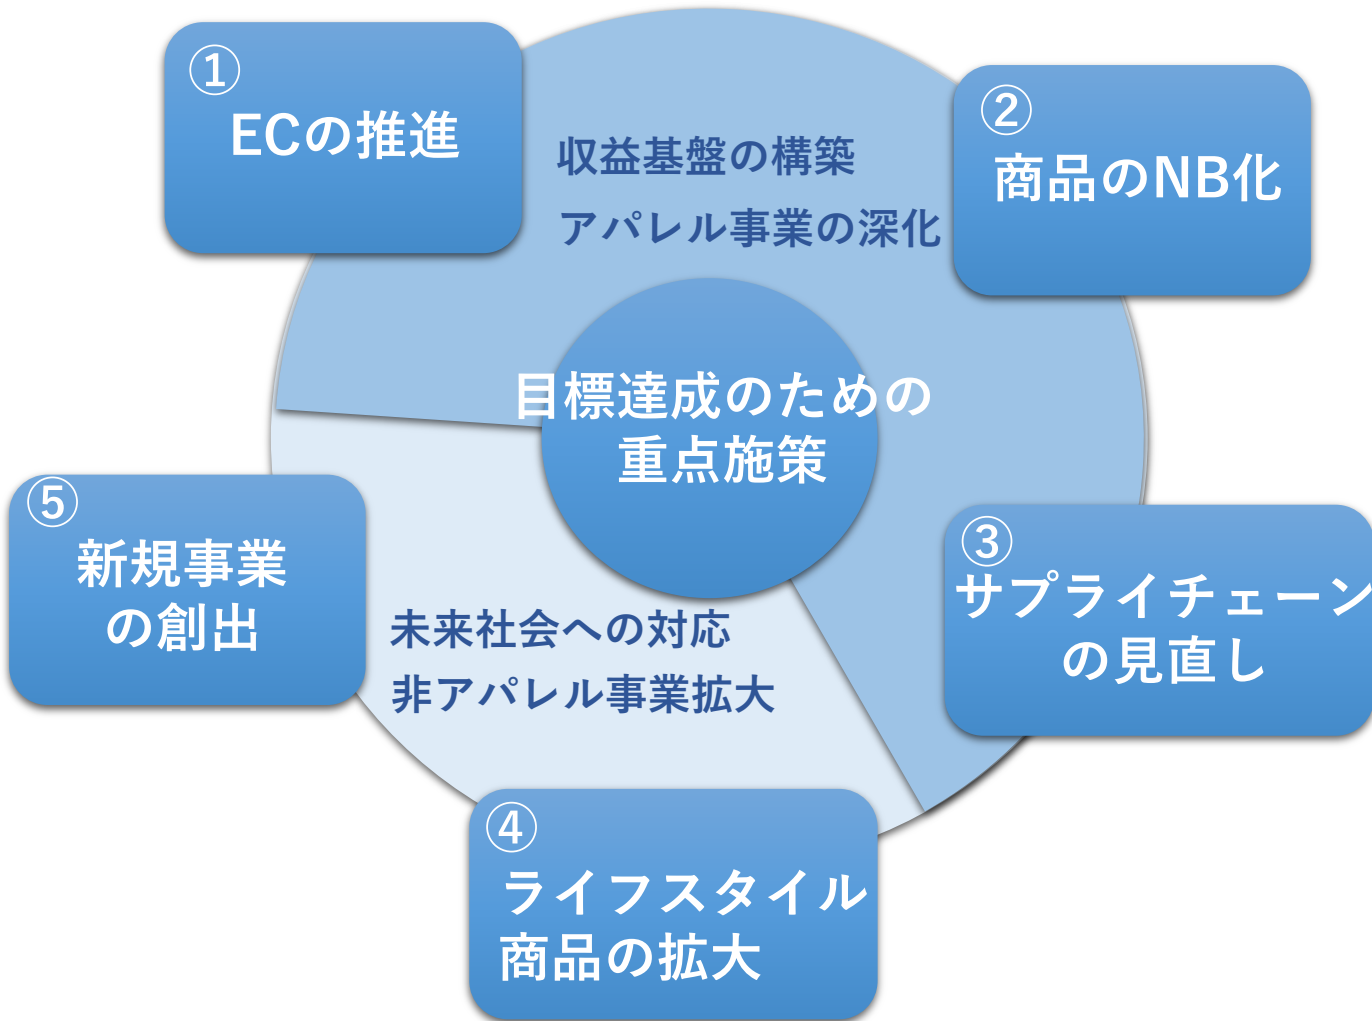 ①
ECの推進
収益基盤の構築
アパレル事業の深化
②
商品のNB化
目標達成のための
重点施策
③
サプライチェーン
の見直し
④
ライフスタイル
商品の拡大
⑤
新規事業
の創出
未来社会への対応
非アパレル事業拡大